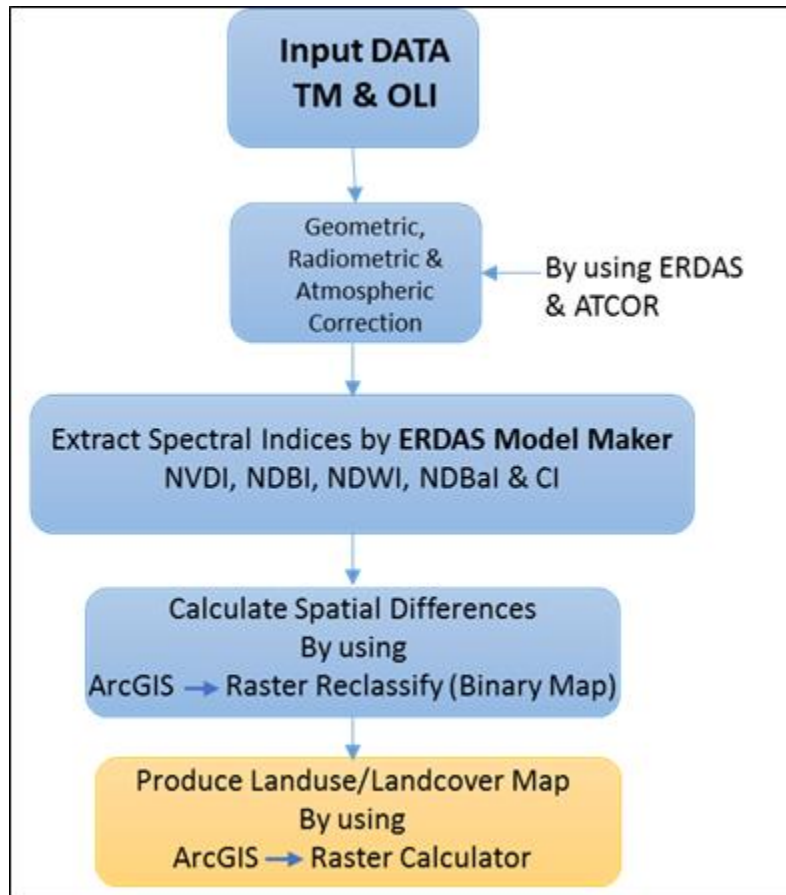 Input DATA
TM & OLI
Geometric,
Radiometric &
Atmospheric
Correction
By using ERDAS
& ATCOR
Extract Spectral Indices by ERDAS Model Maker
NVDI, NDBI, NDWI, NDBaI & CI
Calculate Spatial Differences
By using
ArcGIS → Raster Reclassify (Binary Map)
Produce Landuse/Landcover Map
By using
ArcGIS → Raster Calculator